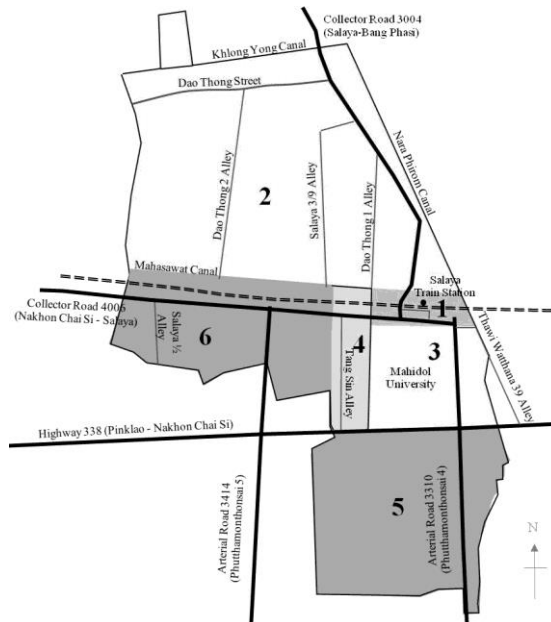 Collector Road 3004
(Salaya-Bang Phasi)
Khlong Yong Canal
Dao Thong Street
Dao Thong 2 Alley
2
Salaya 3/9 Alley
Dao Thong 1 Alley
Nara Phirom Canal
Mahasawat Canal
Salaya
Train Station
1
Collector Road 4006
(Nakhon Chai Si - Salaya)
Salaya ½
Alley
6
4
Tang Sin Alley
3
Mahidol
University
Thawi Watthana 39 Alley
Highway 338 (Pinklao - Nakhon Chai Si)
Arterial Road 3414
(Phutthamonthonsai 5)
5
Arterial Road 3310
(Phutthamonthonsai 4)
N